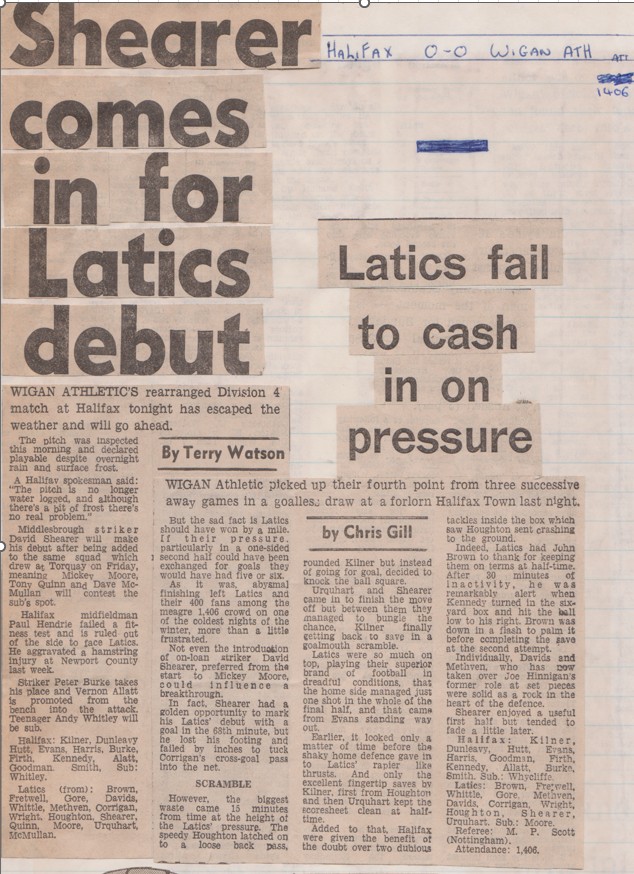 Shearer
comes
in for
Latics
debut
HALIFAX 0-0 WIGAN ATH ATT
1406
WIGAN ATHLETIC'S rearranged Division 4
match at Halifax tonight has escaped the
weather and will go ahead.
The pitch was inspected
this morning and declared
playable despite overnight
rain and surface frost.
A Halifax spokesman said:
"The pitch is no longer
water logged, and although
there's a bit of frost there's
no real problem."
Middlesbrough striker
David Shearer will make
his debut after being added
to the same squad which
drew at Torquay on Friday,
meaning Mickey Moore,
Tony Quinn and Dave Mc-
Mullan will contest the
sub's spot.
Halifax midfieldman
Paul Hendrie failed a fit-
ness test and is ruled out
of the side to face Latics.
He aggravated a hamstring
injury at Newport County
last week.
Striker Peter Burke takes
his place and Vernon Allatt
is promoted from the
bench into the attack.
Teenager Andy Whitley will
be sub.
Halifax: Kilner, Dunleavy
Hutt, Evans, Harris, Burke,
Firth, Kennedy, Alatt,
Goodman, Smith, Sub:
Whitley.
Latics (from): Brown,
Fretwell, Gore, Davids,
Whittle, Methven, Corrigan,
Wright, Houghton, Shearer,
Quinn, Moore, Urquhart,
McMullan.
By Terry Watson
Latics fail
to cash
in on
pressure
WIGAN Athletic picked up their fourth point from three successive
away games in a goalless draw at a forlorn Halifax Town last night.
But the sad fact is Latics
should have won by a mile.
If their pressure,
particularly in a one-sided
second half could have been
exchanged for goals they
would have had five or six.
As it was, abysmal
finishing left Latics and
their 400 fans among the
meagre 1,406 crowd on one
of the coldest nights of the
winter, more than a little
frustrated.
Not even the introduction
of on-loan striker David
Shearer, preferred from the
start to Mickey Moore,
could influence a
breakthrough.
In fact, Shearer had a
golden opportunity to mark
his Latics' debut with a
goal in the 68th minute, but
he lost his footing and
failed by inches to tuck
Corrigan's cross-goal pass
into the net.
SCRAMBLE
However, the biggest
waste came 15 minutes
from time at the height of
the Latics' pressure. The
speedy Houghton latched on
to a loose back pass,
by Chris Gill
rounded Kilner but instead
of going for goal, decided to
knock the ball square.
Urquhart and Shearer
came in to finish the move
off but between them they
managed to bungle the
chance, Kilner finally
getting back to save in a
goalmouth scramble.
Latics were so much on
top, playing their superior
brand of football in
dreadful conditions, that
the home side managed just
one shot in the whole of the
final half, and that came
from Evans standing way
out.
Earlier, it looked only a
matter of time before the
shaky home defence gave in
to Latics' rapier like
thrusts. And only the
excellent fingertip saves by
Kilner, first from Houghton
and then Urquhart kept the
scoresheet clean at half-
time.
Added to that, Halifax
were given the benefit of
the doubt over two dubious
tackles inside the box which
saw Houghton sent crashing
to the ground.
Indeed, Latics had John
Brown to thank for keeping
them on terms at half-time.
After 30 minutes of
inactivity, he was
remarkably alert when
Kennedy turned in the six-
yard box and hit the ball
low to his right. Brown was
down in a flash to palm it
before completing the save
at the second attempt.
Individually, Davids and
Methven, who has now
taken over Joe Hinnigan's
former role at set pieces
were solid as a rock in the
heart of the defence.
Shearer enjoyed a useful
first half but tended to
fade a little later.
Halifax: Kilner,
Dunleavy, Hutt, Evans,
Harris, Goodman, Firth,
Kennedy, Allatt, Burke,
Smith. Sub.: Whycliffe.
Latics: Brown, Fretwell,
Whittle, Gore, Methven,
Davids, Corrigan, Wright,
Houghton, Shearer,
Urquhart. Sub.: Moore.
Referee: M. P. Scott
(Nottingham).
Attendance: 1,406.